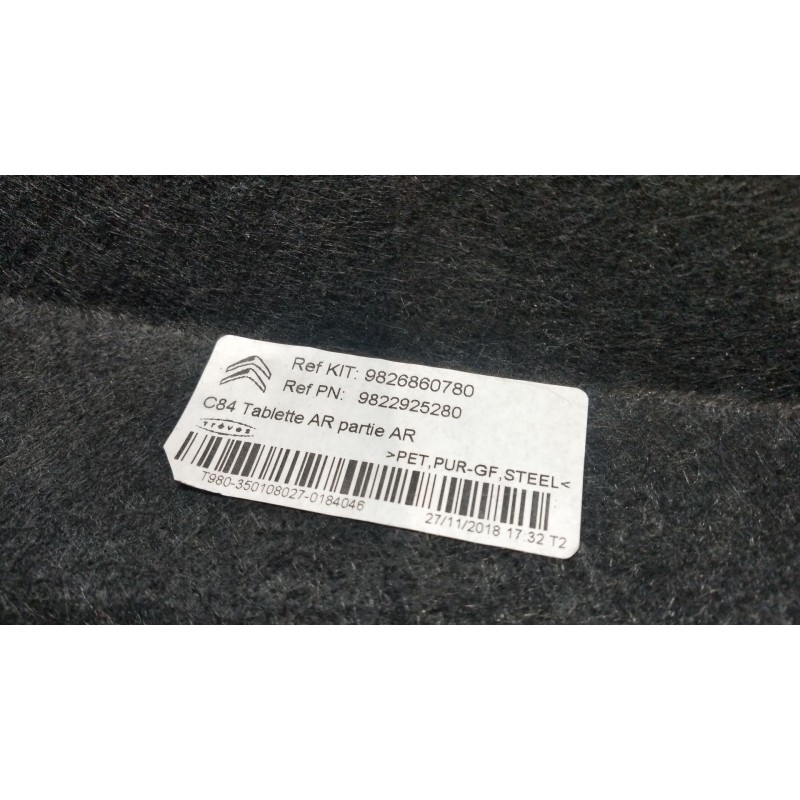 Ref KIT: 9826860780
Ref PN: 9822925280
C84 Tablette AR partie AR
Trèves
>PET,PUR-GF,STEEL<
T980-350108027-0184046
27/11/2018 17:32 T2